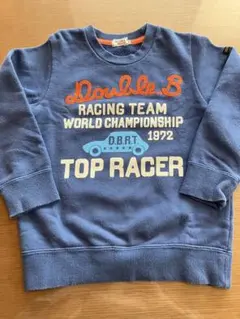 Double.B
RACING TEAM
WORLD CHAMPIONSHIP
1972
D.B.R.T.
TOP RACER